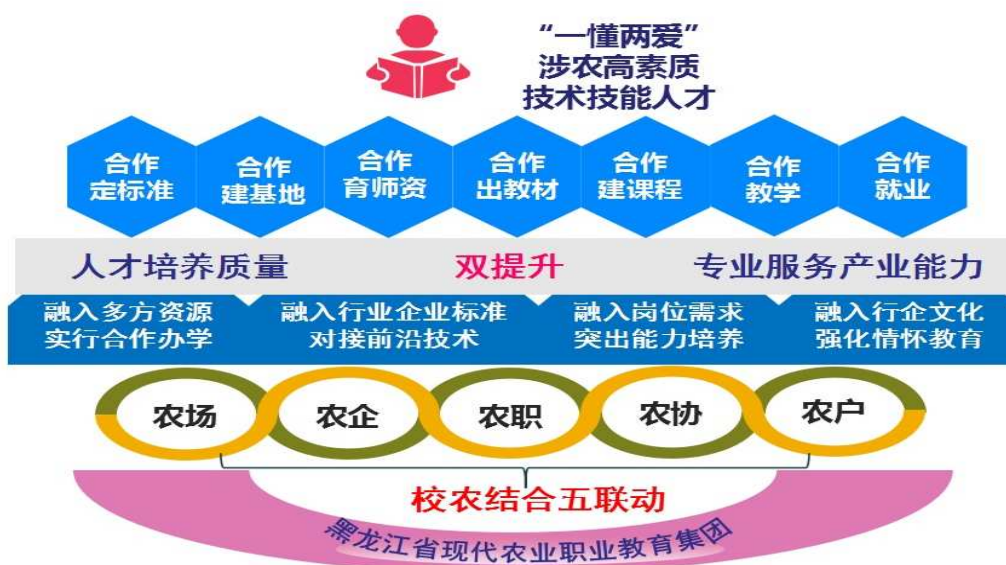 “一懂两爱”
涉农高素质
技术技能人才
合作
定标准
合作
建基地
合作
育师资
合作
出教材
合作
建课程
合作
教学
合作
就业
人才培养质量 双提升 专业服务产业能力
融入多方资源
实行合作办学
融入行业企业标准
对接前沿技术
融入岗位需求
突出能力培养
融入行企文化
强化情怀教育
农场 农企 农职 农协 农户
校农结合五联动
黑龙江省现代农业职业教育集团